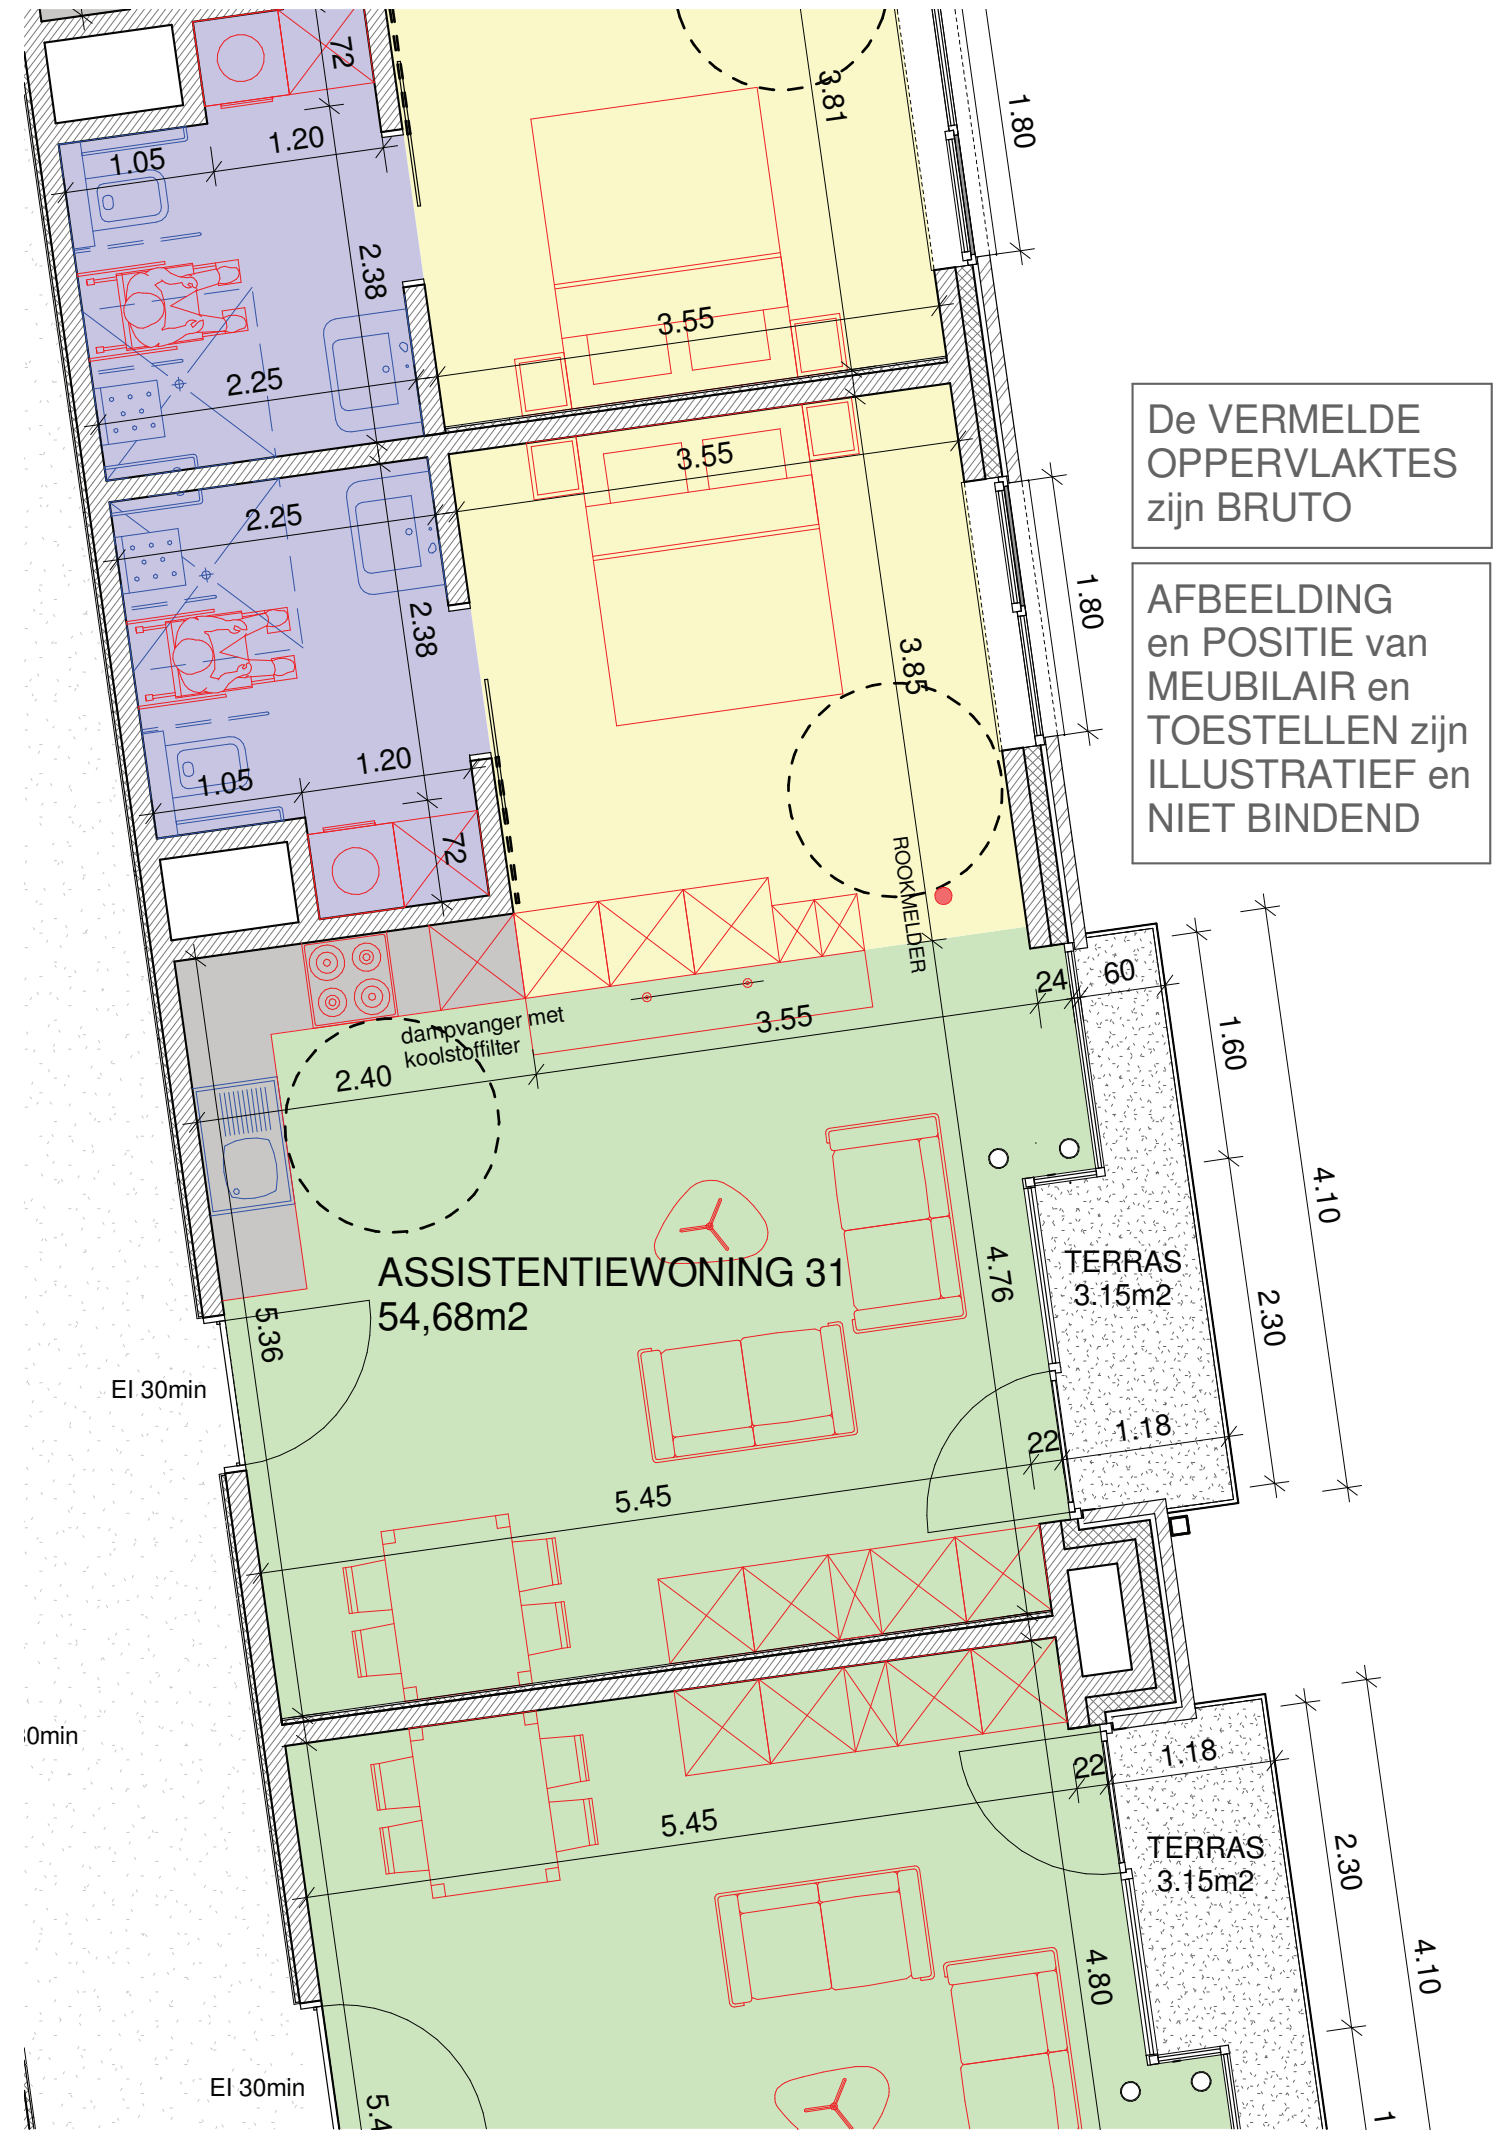 72
3.81
1.80
1.05
1.20
2.38
3.55
2.25
De VERMELDE
OPPERVLAKTES
zijn BRUTO
3.55
2.25
1.80
2.38
3.85
AFBEELDING
en POSITIE van
MEUBILAIR en
TOESTELLEN zijn
ILLUSTRATIEF en
NIET BINDEND
1.05
1.20
72
ROOKMELDER
24
60
dampvanger met
koolstoffilter
3.55
2.40
1.60
4.10
ASSISTENTIEWONING 31
54,68m2
4.76
TERRAS
3.15m2
2.30
5.36
EI 30min
22
1.18
5.45
0min
22
1.18
5.45
TERRAS
3.15m2
2.30
4.10
4.80
EI 30min
5.4
1